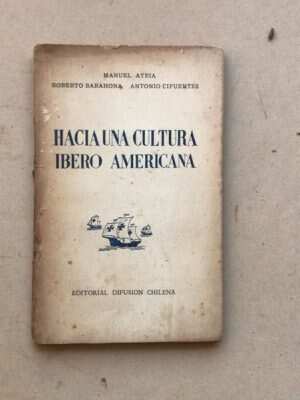 MANUEL ATRIA
ROBERTO BARAHONA ANTONIO CIFUENTES
HACIA UNA CULTURA
IBERO AMERICANA
EDITORIAL DIFUSION CHILENA